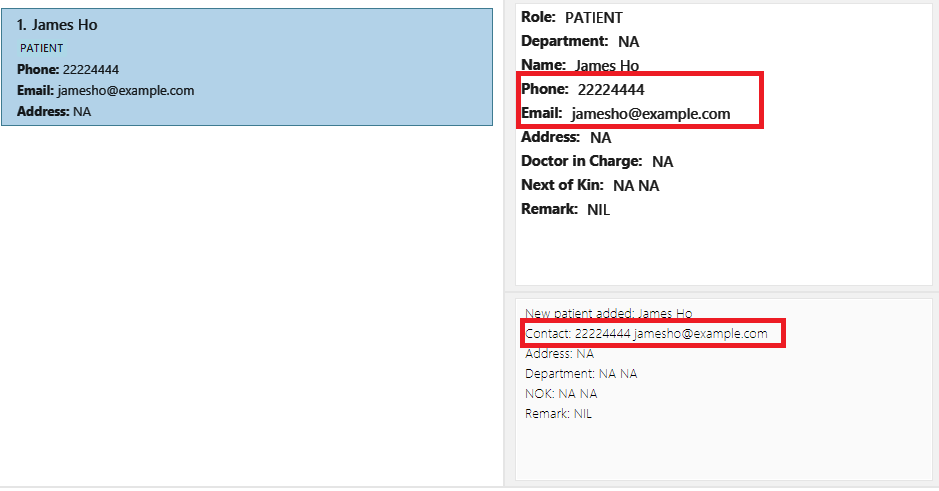 1. James Ho
PATIENT
Phone: 22224444
Email: jamesho@example.com
Address: NA
Role: PATIENT
Department: NA
Name: James Ho
Phone: 22224444
Email: jamesho@example.com
Address: NA
Doctor in Charge: NA
Next of Kin: NA NA
Remark: NIL
New patient added: James Ho
Contact: 22224444 jamesho@example.com
Address: NA
Department: NA NA
NOK: NA NA
Remark: NIL